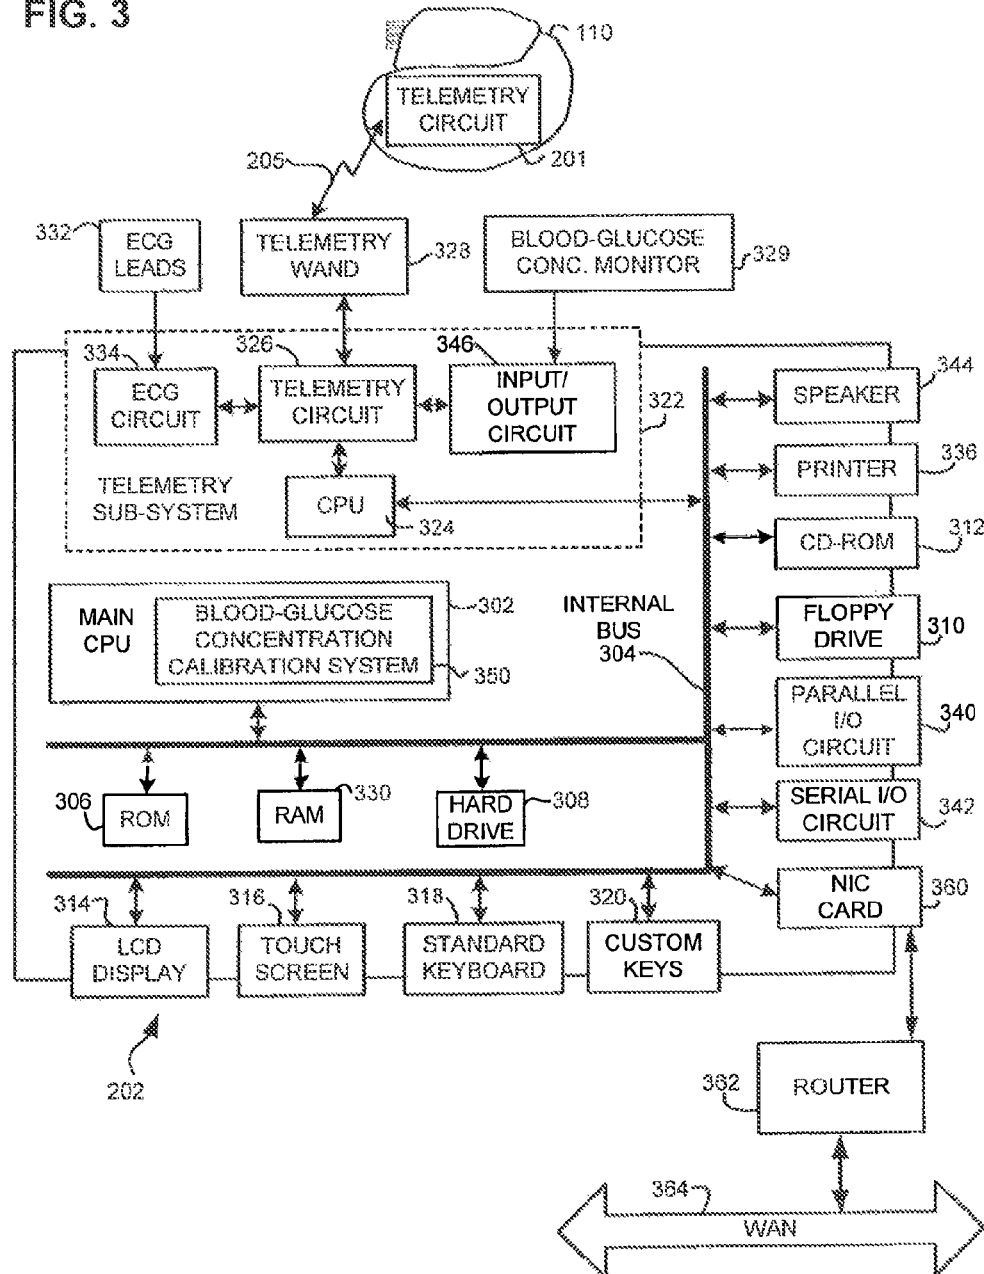 FIG. 3
110
TELEMETRY
CIRCUIT
201
205
332
ECG
LEADS
TELEMETRY
WAND
328
BLOOD-GLUCOSE
CONC. MONITOR
329
334
326
346
ECG
CIRCUIT
TELEMETRY
CIRCUIT
INPUT/
OUTPUT
CIRCUIT
322
SPEAKER
344
TELEMETRY
SUB-SYSTEM
CPU
324
PRINTER
336
CD-ROM
312
MAIN
CPU
BLOOD-GLUCOSE
CONCENTRATION
CALIBRATION SYSTEM
302
350
INTERNAL
BUS
304
FLOPPY
DRIVE
310
PARALLEL
I/O
CIRCUIT
340
306
ROM
RAM
330
HARD
DRIVE
308
SERIAL I/O
CIRCUIT
342
NIC
CARD
360
314
316
318
320
LCD
DISPLAY
TOUCH
SCREEN
STANDARD
KEYBOARD
CUSTOM
KEYS
202
362
ROUTER
364
WAN